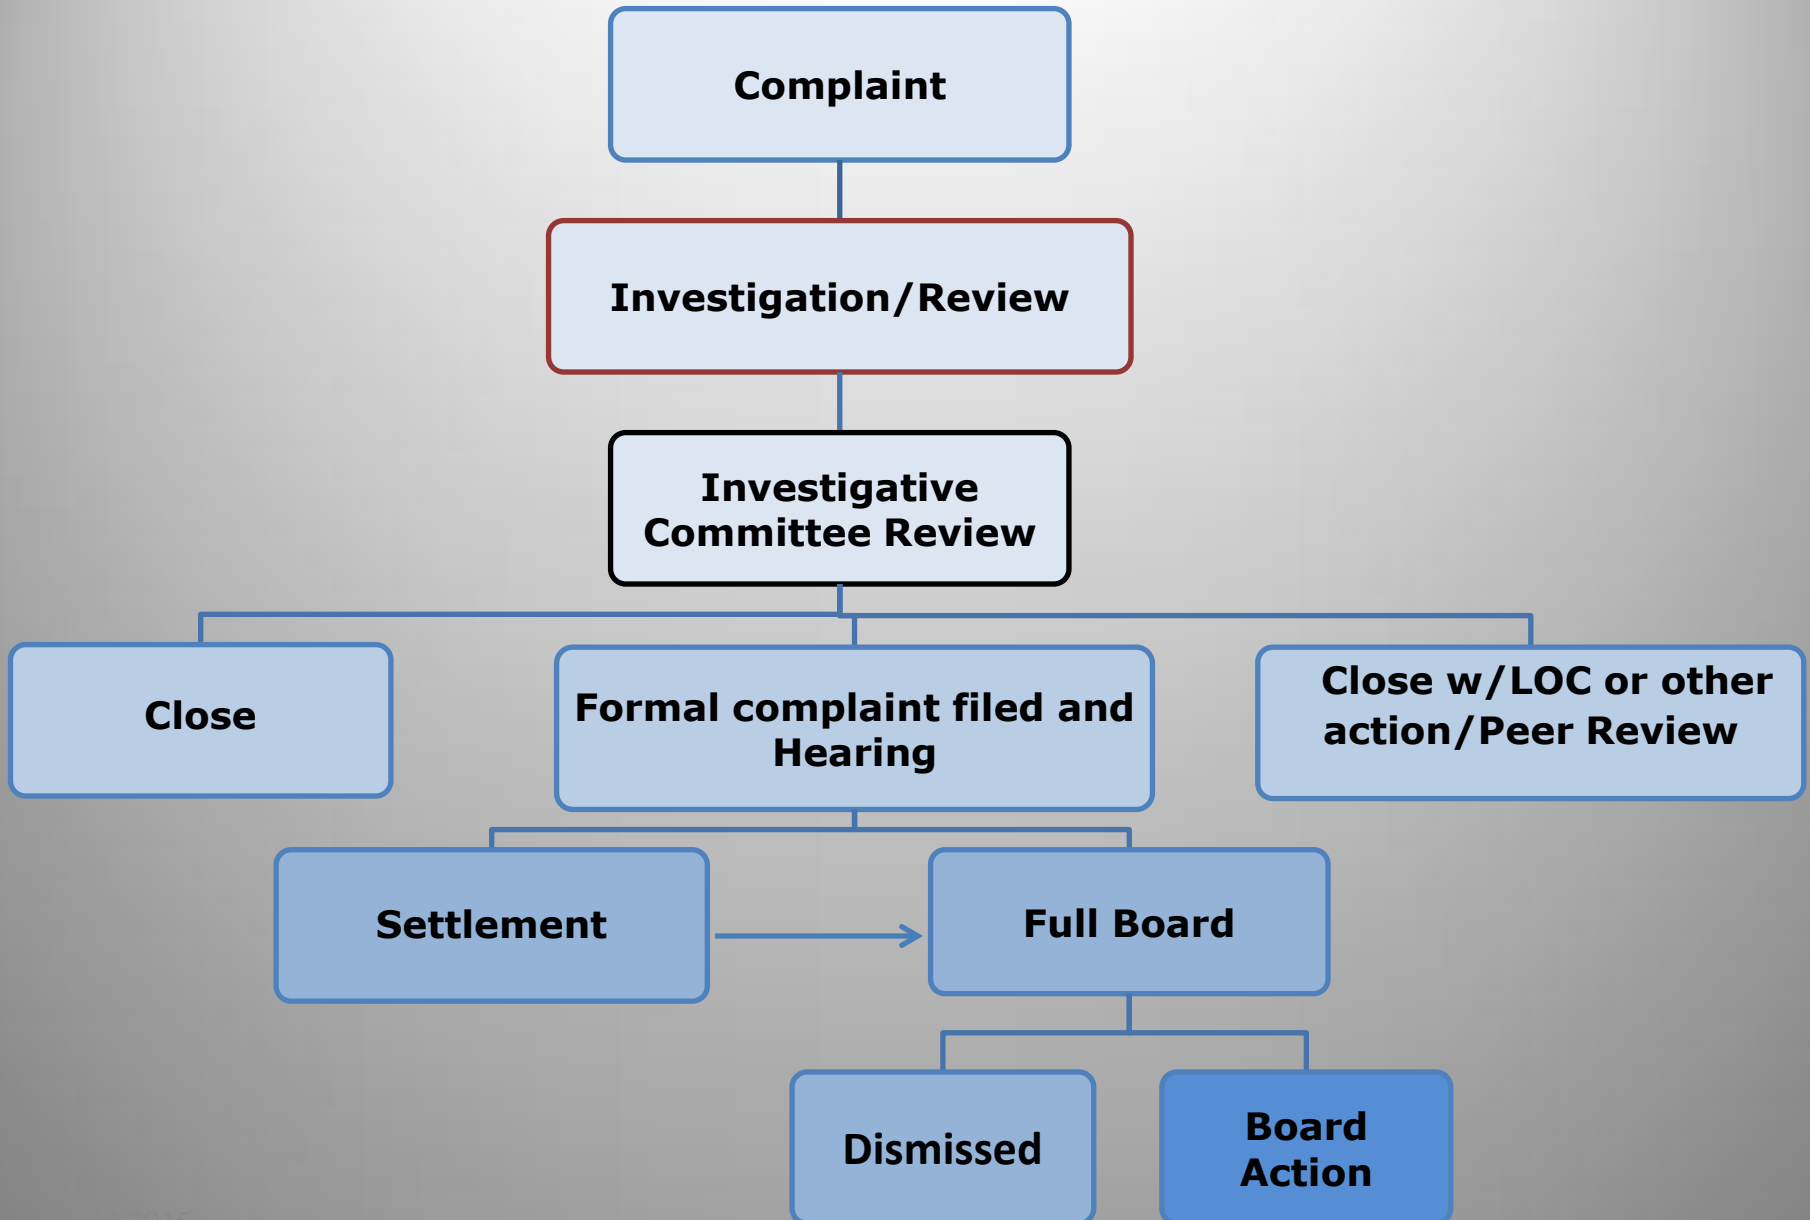 Complaint
Investigation/Review
Investigative
Committee Review
Close
Formal complaint filed and
Hearing
Close w/LOC or other
action/Peer Review
Settlement
Full Board
Dismissed
Board
Action